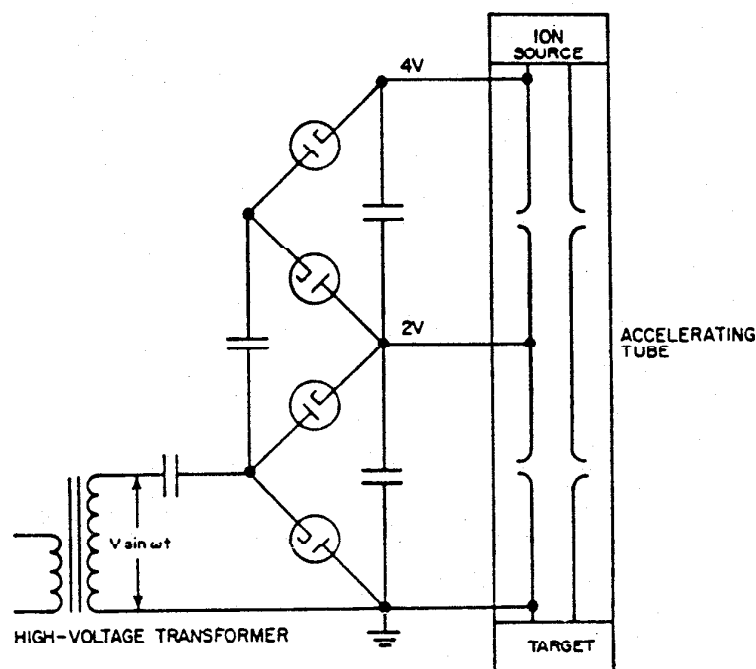 ION
SOURCE
4V
2V
ACCELERATING
TUBE
V sin ωt
HIGH-VOLTAGE TRANSFORMER
TARGET